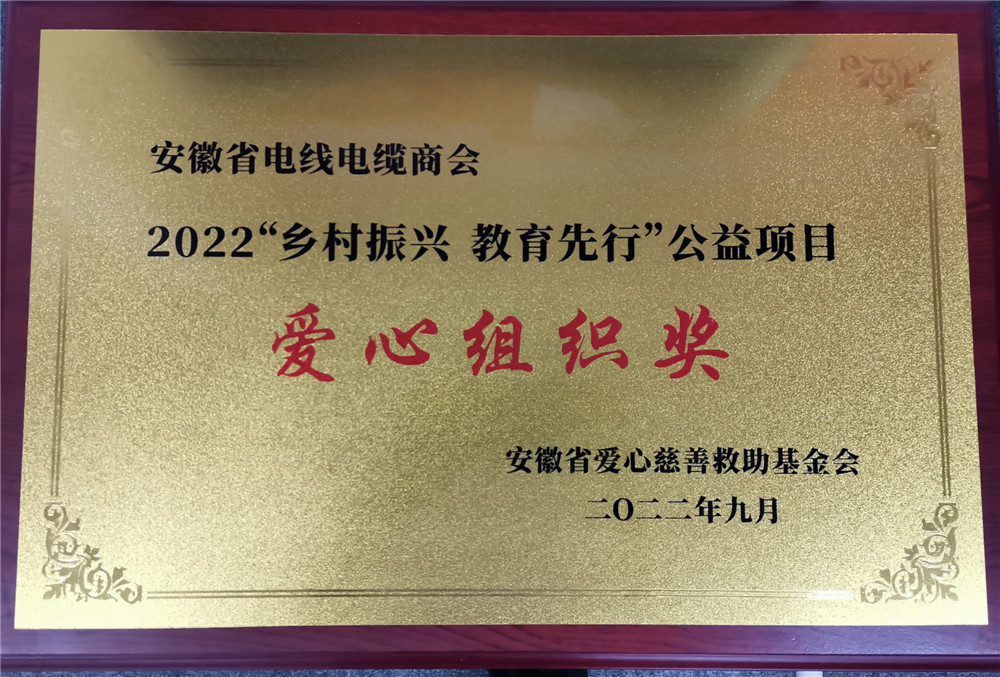 安徽省电线电缆商会
2022“乡村振兴 教育先行”公益项目
爱心组织奖
安徽省爱心慈善救助基金会
二〇二二年九月